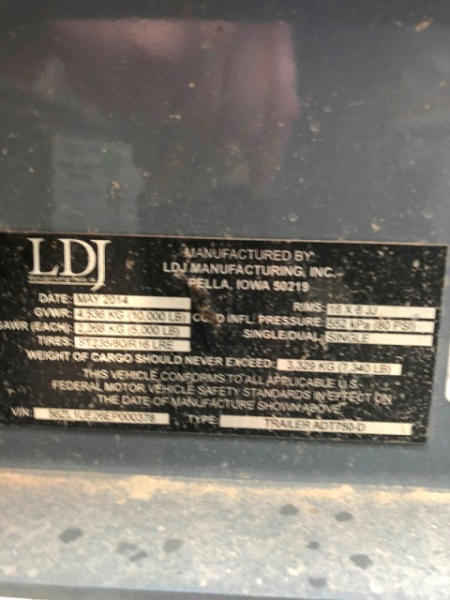 LDJ
MANUFACTURED BY:
LDJ MANUFACTURING, INC.
PELLA, IOWA 50219
DATE: MAY 2014
RIMS: 16 X 6 JJ
GVWR: 4,536 KG (10,000 LB) COLD INFL. PRESSURE: 552 kPa (80 PSI)
GAWR (EACH): 2,268 KG (5,000 LB) SINGLE/DUAL: SINGLE
TIRES: ST235/80/R16 LRE
WEIGHT OF CARGO SHOULD NEVER EXCEED: 3,329 KG (7,340 LB)
THIS VEHICLE CONFORMS TO ALL APPLICABLE U.S.
FEDERAL MOTOR VEHICLE SAFETY STANDARDS IN EFFECT ON
THE DATE OF MANUFACTURE SHOWN ABOVE
VIN: TYPE: TRAILER ADT750-D